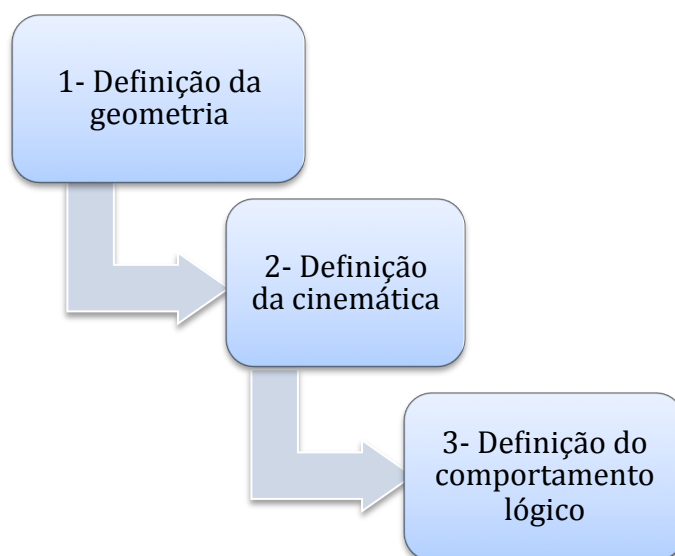 1- Definição da
geometria
2- Definição
da cinemática
3- Definição do
comportamento
lógico